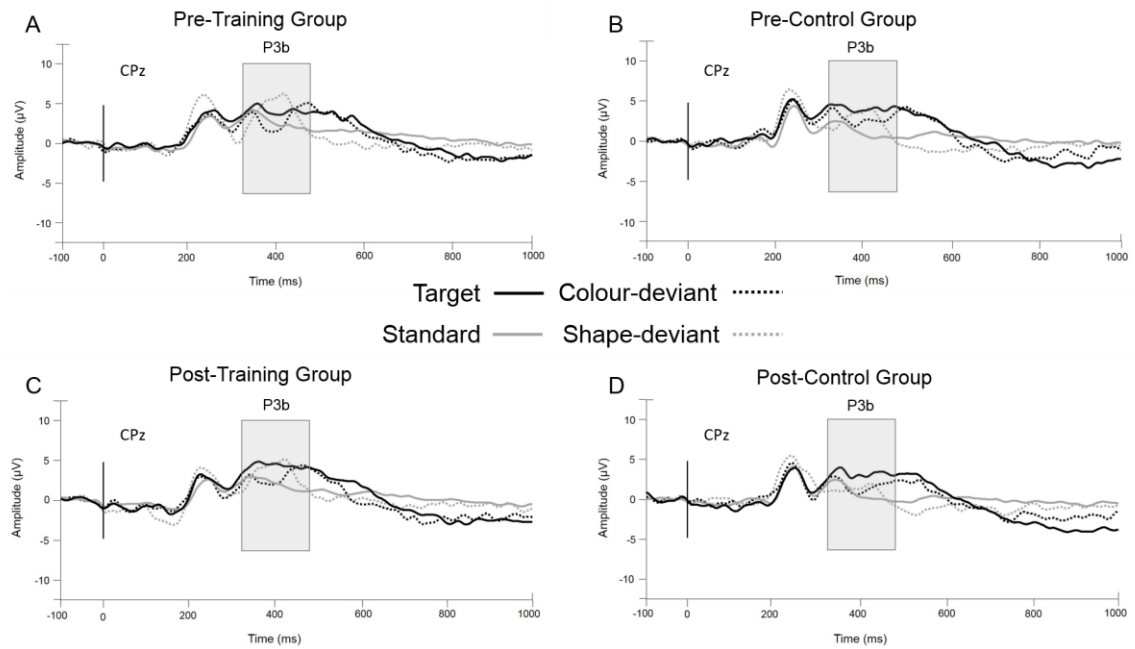 A Pre-Training Group
P3b
CPz
Amplitude (μV)
10
5
0
-5
-10
-100 0 200 400 600 800 1000
Time (ms)
B Pre-Control Group
P3b
CPz
Amplitude (μV)
10
5
0
-5
-10
-100 0 200 400 600 800 1000
Time (ms)
Target Colour-deviant
Standard Shape-deviant
C Post-Training Group
P3b
CPz
Amplitude (μV)
10
5
0
-5
-10
-100 0 200 400 600 800 1000
Time (ms)
D Post-Control Group
P3b
CPz
Amplitude (μV)
10
5
0
-5
-10
-100 0 200 400 600 800 1000
Time (ms)